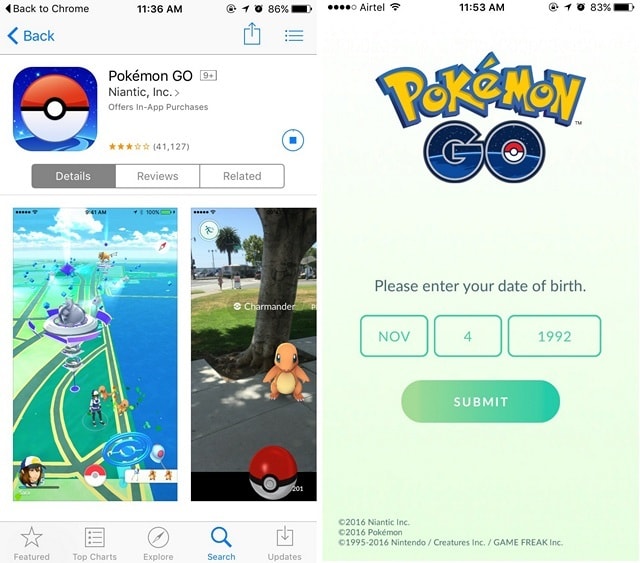 Back to Chrome 11:36 AM 86%
Back
Pokémon GO 9+
Niantic, Inc. >
Offers In-App Purchases
(41,127)
Details Reviews Related
9:41 AM 100%
Charmander /
201
Featured Top Charts Explore Search Updates
Airtel 11:53 AM 83%
POKéMON
TM
GO
Please enter your date of birth.
NOV 4 1992
SUBMIT
©2016 Niantic Inc.
©2016 Pokémon
©1995-2016 Nintendo / Creatures Inc. / GAME FREAK Inc.